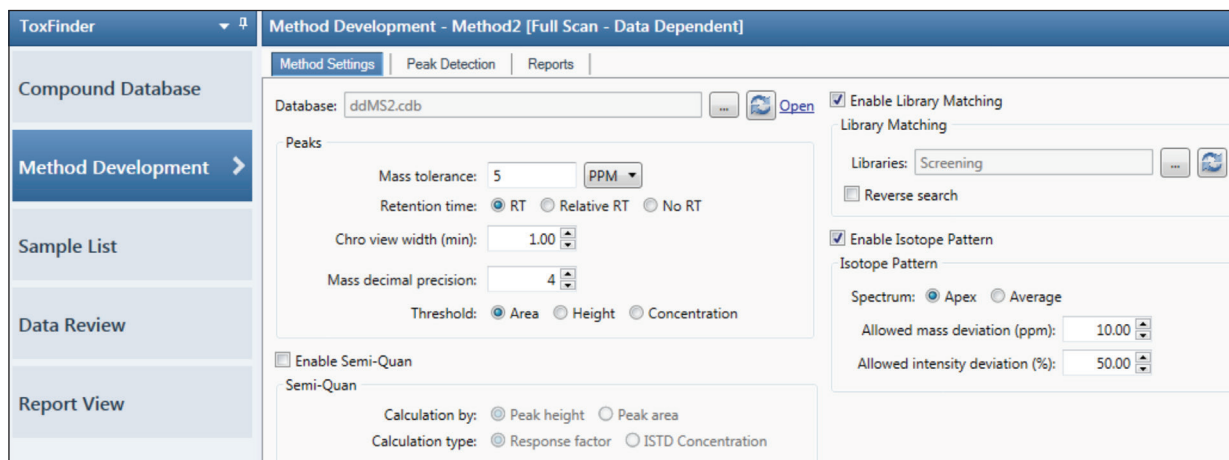 ToxFinder
Compound Database
Method Development
Sample List
Data Review
Report View
Method Development - Method2 [Full Scan - Data Dependent]
Method Settings Peak Detection Reports
Database: ddMS2.cdb ... Open
Peaks
Mass tolerance: 5 PPM
Retention time: RT Relative RT No RT
Chro view width (min): 1.00
Mass decimal precision: 4
Threshold: Area Height Concentration
Enable Semi-Quan
Semi-Quan
Calculation by: Peak height Peak area
Calculation type: Response factor ISTD Concentration
Enable Library Matching
Library Matching
Libraries: Screening ...
Reverse search
Enable Isotope Pattern
Isotope Pattern
Spectrum: Apex Average
Allowed mass deviation (ppm): 10.00
Allowed intensity deviation (%): 50.00